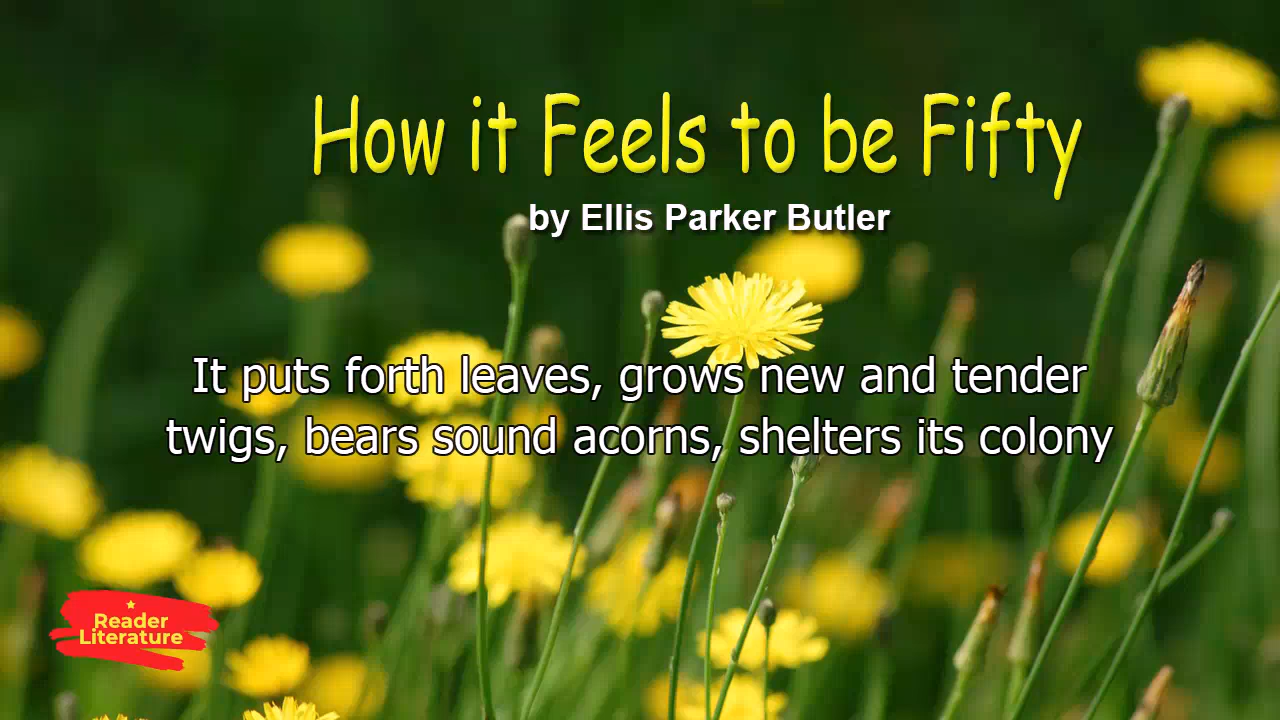 How it Feels to be Fifty
by Ellis Parker Butler
It puts forth leaves, grows new and tender
twigs, bears sound acorns, shelters its colony
Reader
Literature